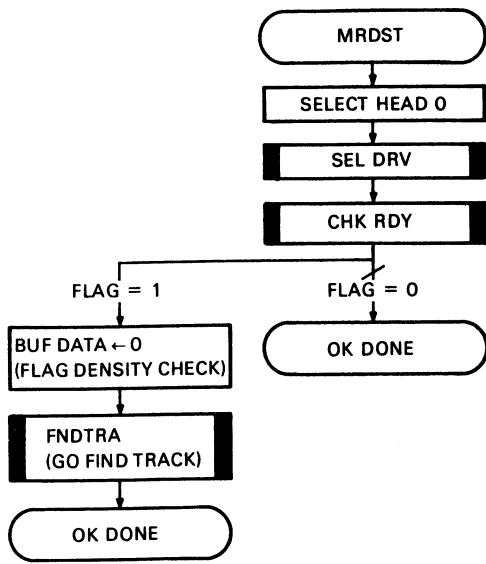 MRDST
SELECT HEAD 0
SEL DRV
CHK RDY
FLAG = 1
FLAG = 0
BUF DATA ← 0
(FLAG DENSITY CHECK)
OK DONE
FNDTRA
(GO FIND TRACK)
OK DONE